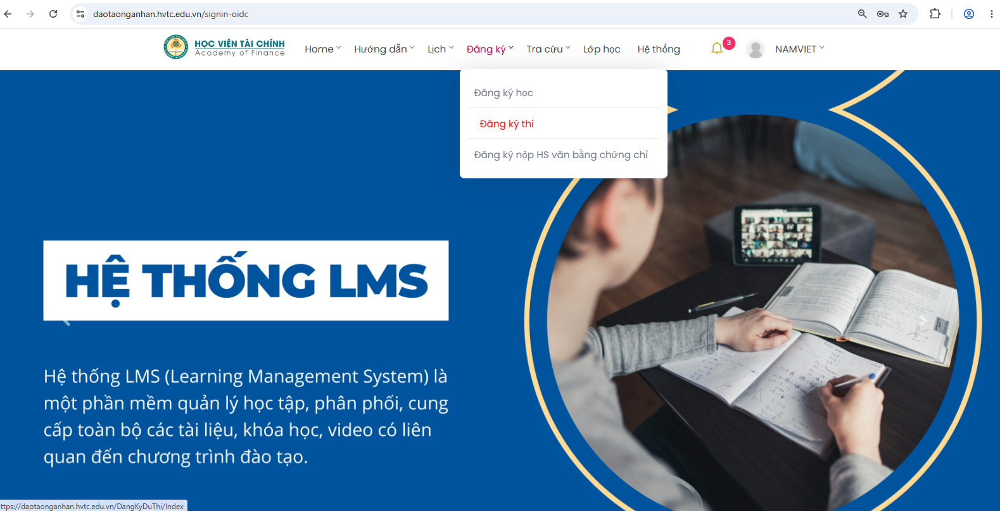 daotaonganhan.hvtc.edu.vn/signin-oidc
HỌC VIỆN TÀI CHÍNH
Academy of Finance
Home
Hướng dẫn
Lịch
Đăng ký
Tra cứu
Lớp học
Hệ thống
3
NAMVIET
Đăng ký học
Đăng ký thi
Đăng ký nộp HS văn bằng chứng chỉ
HỆ THỐNG LMS
Hệ thống LMS (Learning Management System) là
một phần mềm quản lý học tập, phân phối, cung
cấp toàn bộ các tài liệu, khóa học, video có liên
quan đến chương trình đào tạo.
ttps://daotaonganhan.hvtc.edu.vn/DangKyDuThi/Index